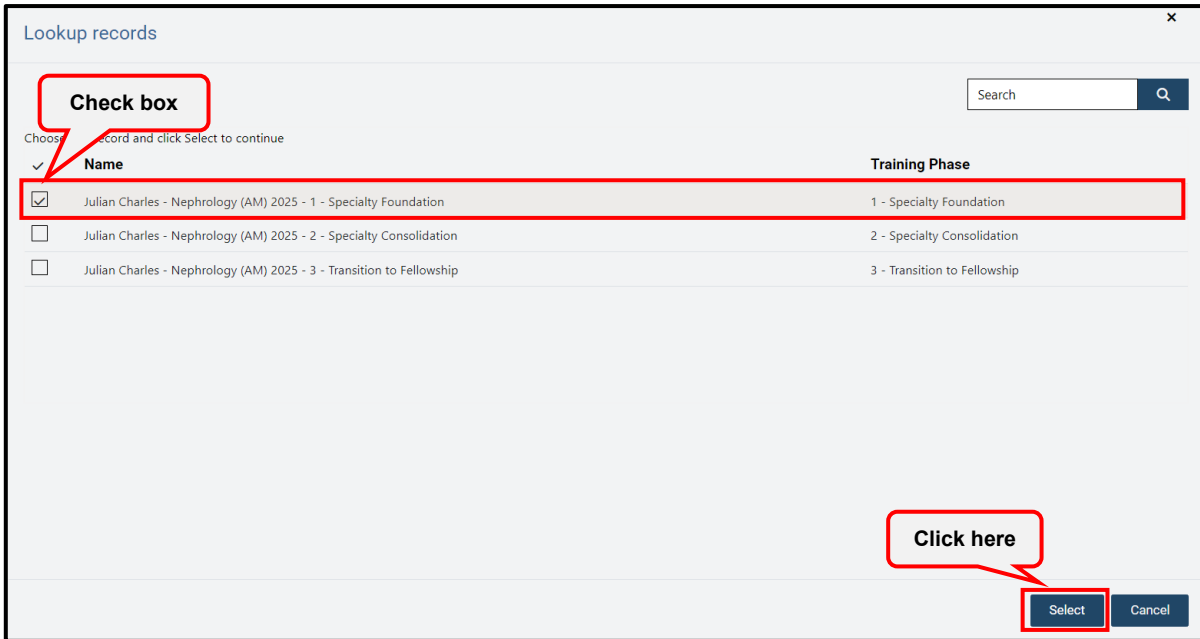 Lookup records
×
Search
Check box
Choose record and click Select to continue
Name Training Phase
Julian Charles - Nephrology (AM) 2025 - 1 - Specialty Foundation 1 - Specialty Foundation
Julian Charles - Nephrology (AM) 2025 - 2 - Specialty Consolidation 2 - Specialty Consolidation
Julian Charles - Nephrology (AM) 2025 - 3 - Transition to Fellowship 3 - Transition to Fellowship
Click here
Select Cancel